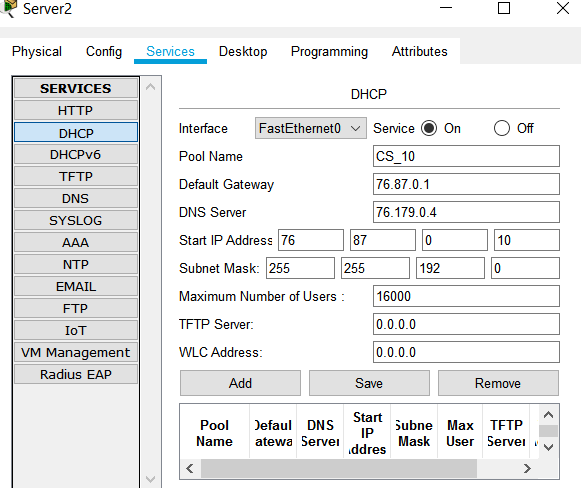 Server2
Physical Config Services Desktop Programming Attributes
SERVICES
HTTP
DHCP
DHCPv6
TFTP
DNS
SYSLOG
AAA
NTP
EMAIL
FTP
IoT
VM Management
Radius EAP
DHCP
Interface FastEthernet0 Service On Off
Pool Name CS_10
Default Gateway 76.87.0.1
DNS Server 76.179.0.4
Start IP Address 76 87 0 10
Subnet Mask: 255 255 192 0
Maximum Number of Users : 16000
TFTP Server: 0.0.0.0
WLC Address: 0.0.0.0
Add Save Remove
Pool
Name
Defaul
atewa
DNS
Server
Start
IP
ddres
Subne
Mask
Max
User
TFTP
Server